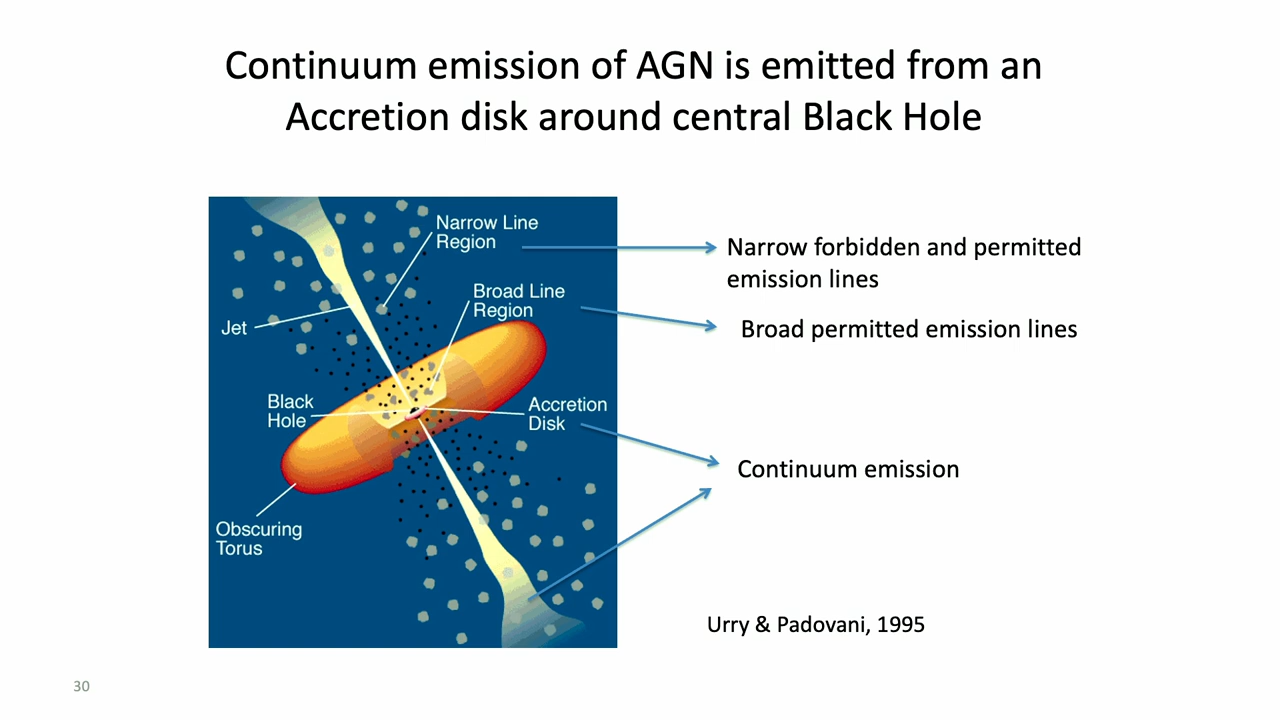 Continuum emission of AGN is emitted from an
Accretion disk around central Black Hole
Narrow Line
Region
Narrow forbidden and permitted
emission lines
Broad Line
Region
Jet
Broad permitted emission lines
Black
Hole
Accretion
Disk
Continuum emission
Obscuring
Torus
Urry & Padovani, 1995
30